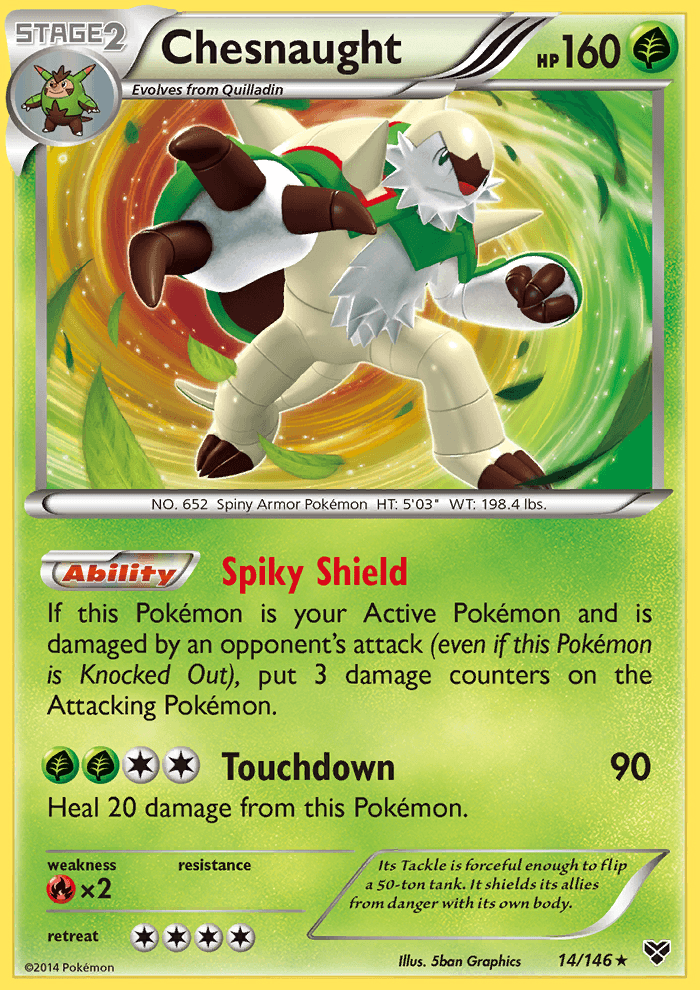 STAGE2
Chesnaught
HP160
Evolves from Quilladin
NO. 652 Spiny Armor Pokémon HT: 5'03" WT: 198.4 lbs.
Ability Spiky Shield
If this Pokémon is your Active Pokémon and is
damaged by an opponent's attack (even if this Pokémon
is Knocked Out), put 3 damage counters on the
Attacking Pokémon.
Touchdown 90
Heal 20 damage from this Pokémon.
weakness resistance
×2
retreat
Its Tackle is forceful enough to flip
a 50-ton tank. It shields its allies
from danger with its own body.
©2014 Pokémon
Illus. 5ban Graphics 14/146★